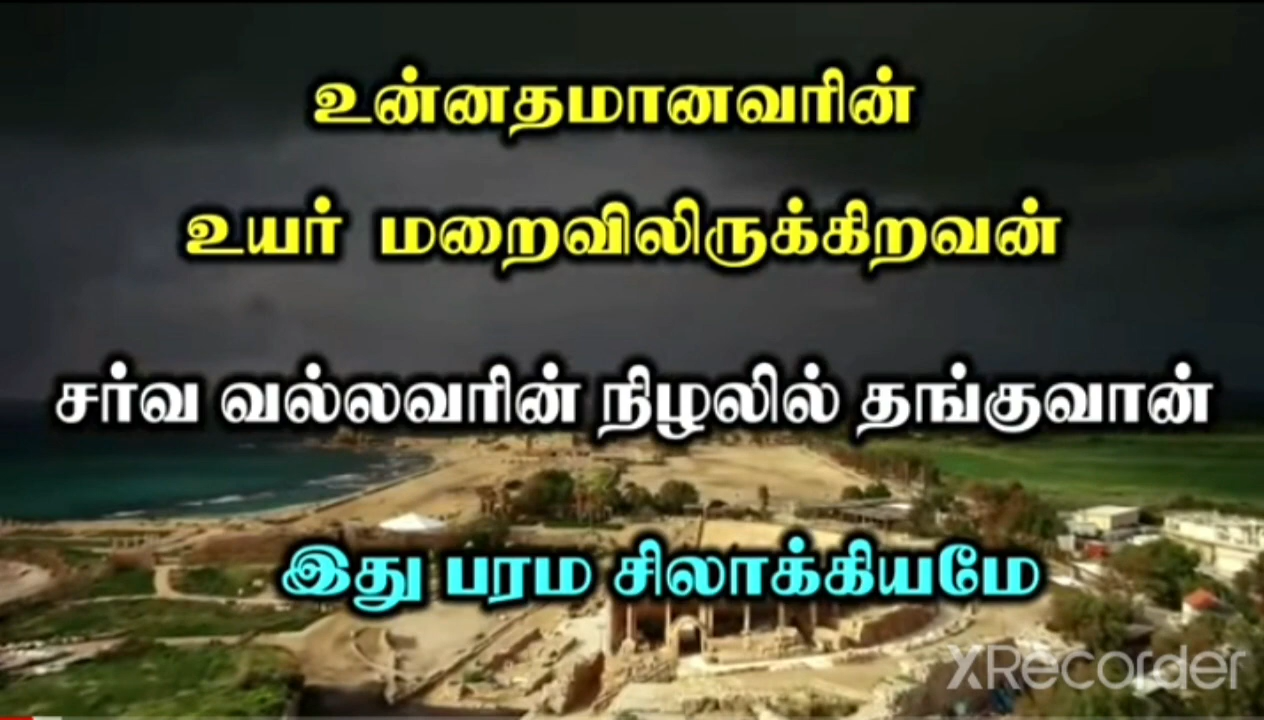 உன்னதமானவரின்
உயர் மறைவிலிருக்கிறவன்
சர்வ வல்லவரின் நிழலில் தங்குவான்
இது பரம சிலாக்கியமே
XRecorder